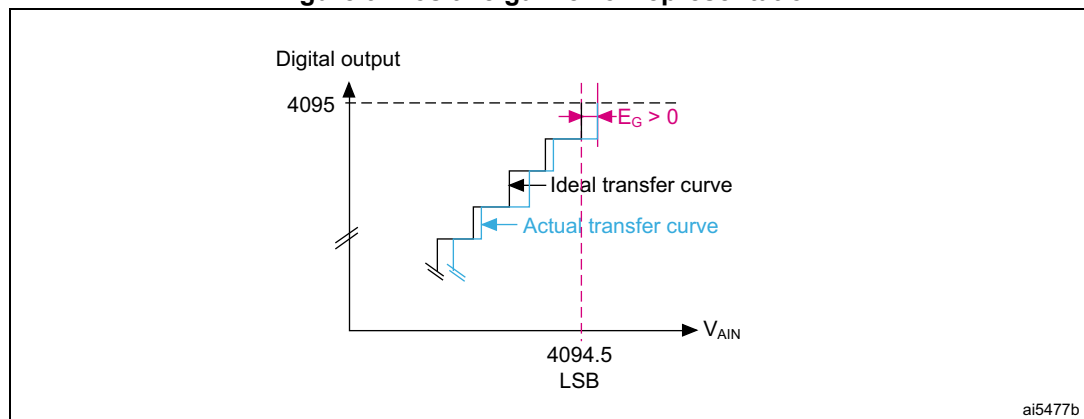 Digital output
4095
E_G > 0
Ideal transfer curve
Actual transfer curve
V_AIN
4094.5
LSB
ai5477b